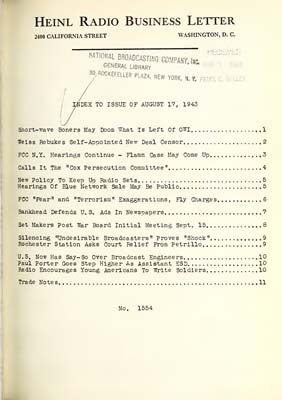 HEINL RADIO BUSINESS LETTER
2400 CALIFORNIA STREET WASHINGTON, D. C.
NATIONAL BROADCASTING COMPANY, INC.
GENERAL LIBRARY
30 ROCKEFELLER PLAZA, NEW YORK, N. Y.
INDEX TO ISSUE OF AUGUST 17, 1943
Short-wave Boners May Doom What Is Left Of OWI..............1
Weiss Rebukes Self-Appointed New Deal Censor................2
FCC N.Y. Hearings Continue - Flamm Case May Come Up.........3
Calls It The "Cox Persecution Committee"....................4
New Policy To Keep Up Radio Sets............................5
Hearings Of Blue Network Sale May Be Public.................5
FCC "Fear" and "Terrorism" Exaggerations, Fly Charges.......6
Bankhead Defends U.S. Ads In Newspapers.....................7
Set Makers Post War Board Initial Meeting Sept. 15..........8
Silencing "Undesirable Broadcasters" Proves "Shock".........9
Rochester Station Asks Court Relief From Petrillo...........9
U.S. Now Has Say-So Over Broadcast Engineers................10
Paul Porter Goes Step Higher As Assistant ESD...............10
Radio Encourages Young Americans To Write Soldiers..........10
Trade Notes.................................................11
No. 1554